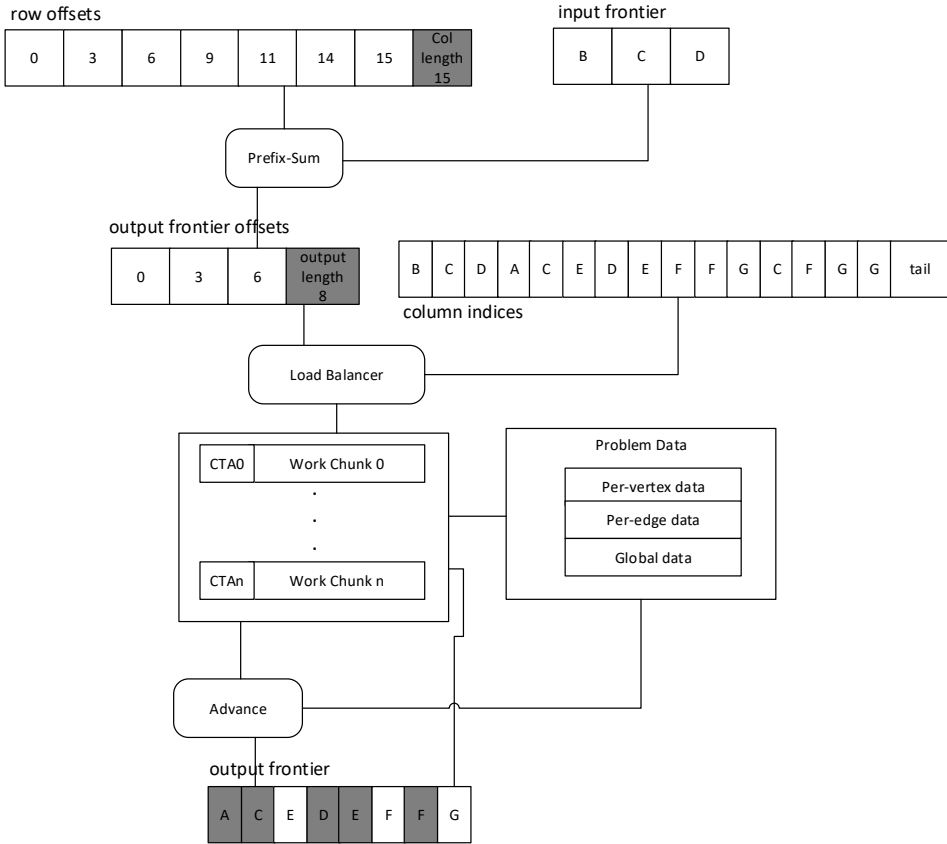 row offsets
input frontier
0 3 6 9 11 14 15 Col length 15
B C D
Prefix-Sum
output frontier offsets
0 3 6 output length 8
B C D A C E D E F F G C F G G tail
column indices
Load Balancer
CTA0 Work Chunk 0
.
.
.
CTAn Work Chunk n
Problem Data
Per-vertex data
Per-edge data
Global data
Advance
output frontier
A C E D E F F G